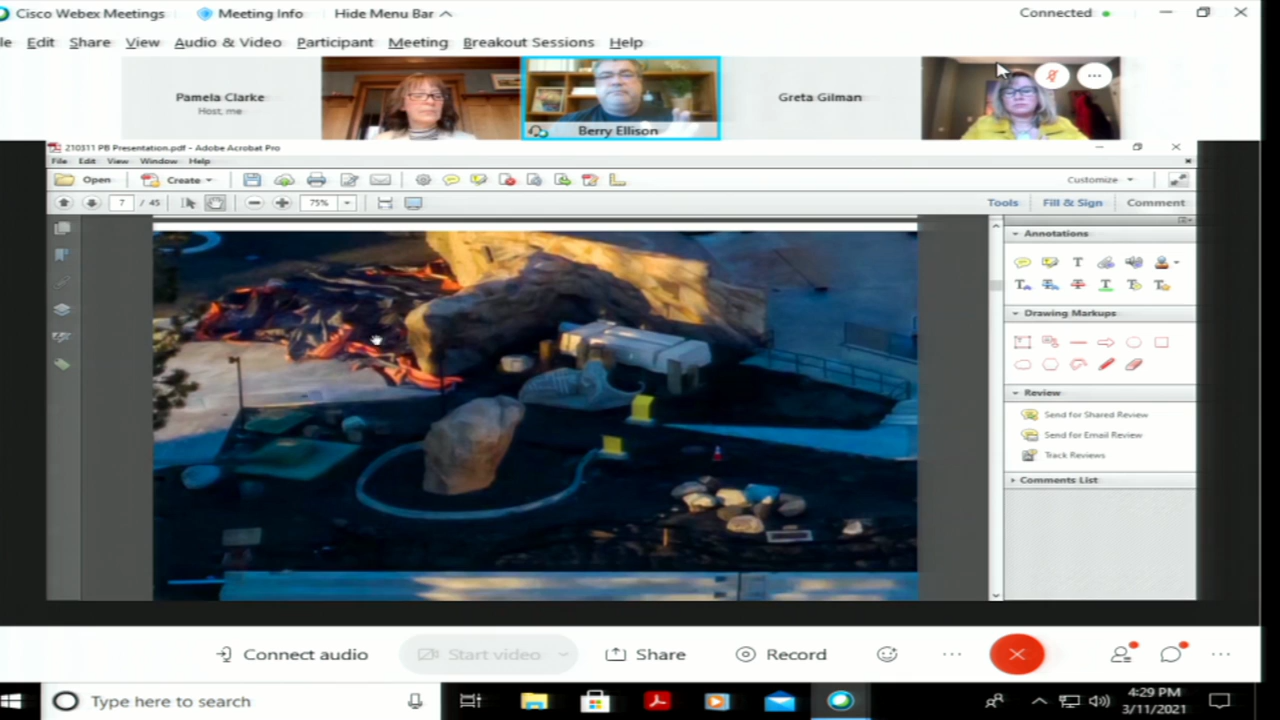 Cisco Webex Meetings Meeting Info Hide Menu Bar Connected
le Edit Share View Audio & Video Participant Meeting Breakout Sessions Help
Pamela Clarke
Host, me
Berry Ellison
Greta Gilman
210311 PB Presentation.pdf - Adobe Acrobat Pro
File Edit View Window Help
Open Create Customize
7 / 45 75% Tools Fill & Sign Comment
Annotations
Drawing Markups
Review
Send for Shared Review
Send for Email Review
Track Reviews
Comments List
Connect audio Start video Share Record
Type here to search
4:29 PM
3/11/2021